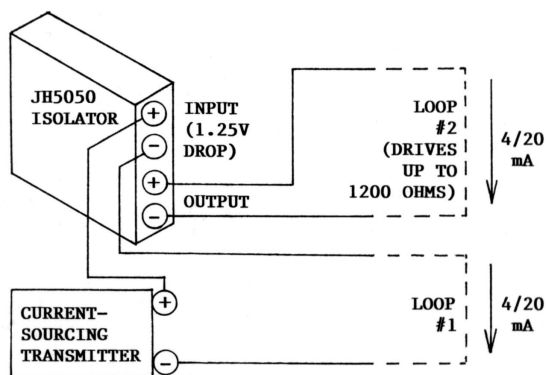 JH5050
ISOLATOR
+
−
+
−
INPUT
(1.25V
DROP)
OUTPUT
LOOP
#2
(DRIVES
UP TO
1200 OHMS)
4/20
mA
CURRENT-
SOURCING
TRANSMITTER
+
−
LOOP
#1
4/20
mA